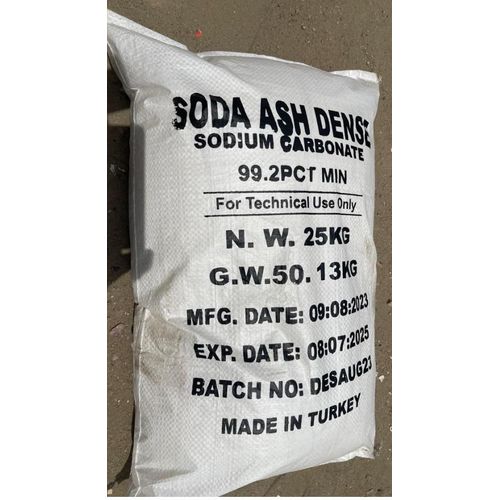 SODA ASH DENSE
SODIUM CARBONATE
99.2PCT MIN
For Technical Use Only
N. W. 25KG
G.W.50. 13KG
MFG. DATE: 09:08:2023
EXP. DATE: 08:07:2025
BATCH NO: DESAUG23
MADE IN TURKEY